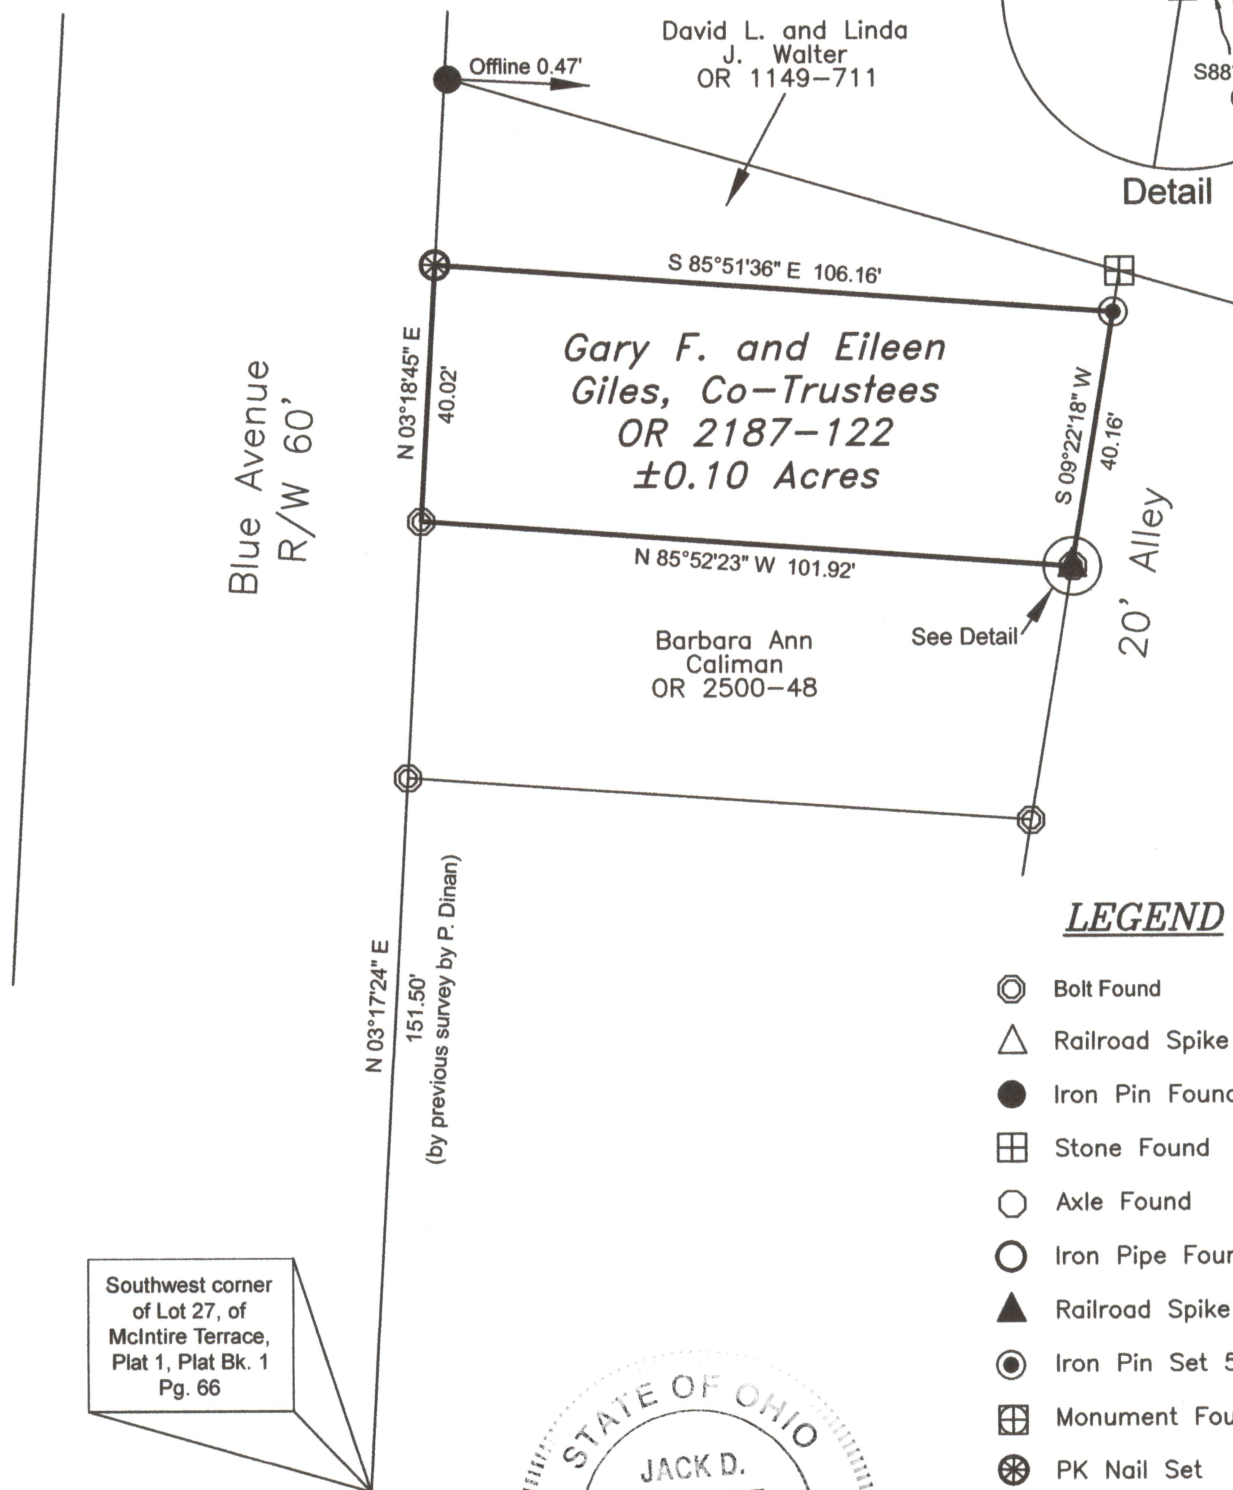 David L. and Linda
J. Walter
OR 1149-711
Offline 0.47'
S88°
Detail
S 85°51'36" E 106.16'
N 03°18'45" E
40.02'
Gary F. and Eileen
Giles, Co-Trustees
OR 2187-122
±0.10 Acres
S 09°22'18" W
40.16'
Blue Avenue
R/W 60'
N 85°52'23" W 101.92'
20' Alley
See Detail
Barbara Ann
Caliman
OR 2500-48
N 03°17'24" E
151.50'
(by previous survey by P. Dinan)
LEGEND
Bolt Found
Railroad Spike
Iron Pin Found
Stone Found
Axle Found
Iron Pipe Four
Railroad Spike
Iron Pin Set 5
Monument Fou
PK Nail Set
Southwest corner
of Lot 27, of
McIntire Terrace,
Plat 1, Plat Bk. 1
Pg. 66
STATE OF OHIO
JACK D.